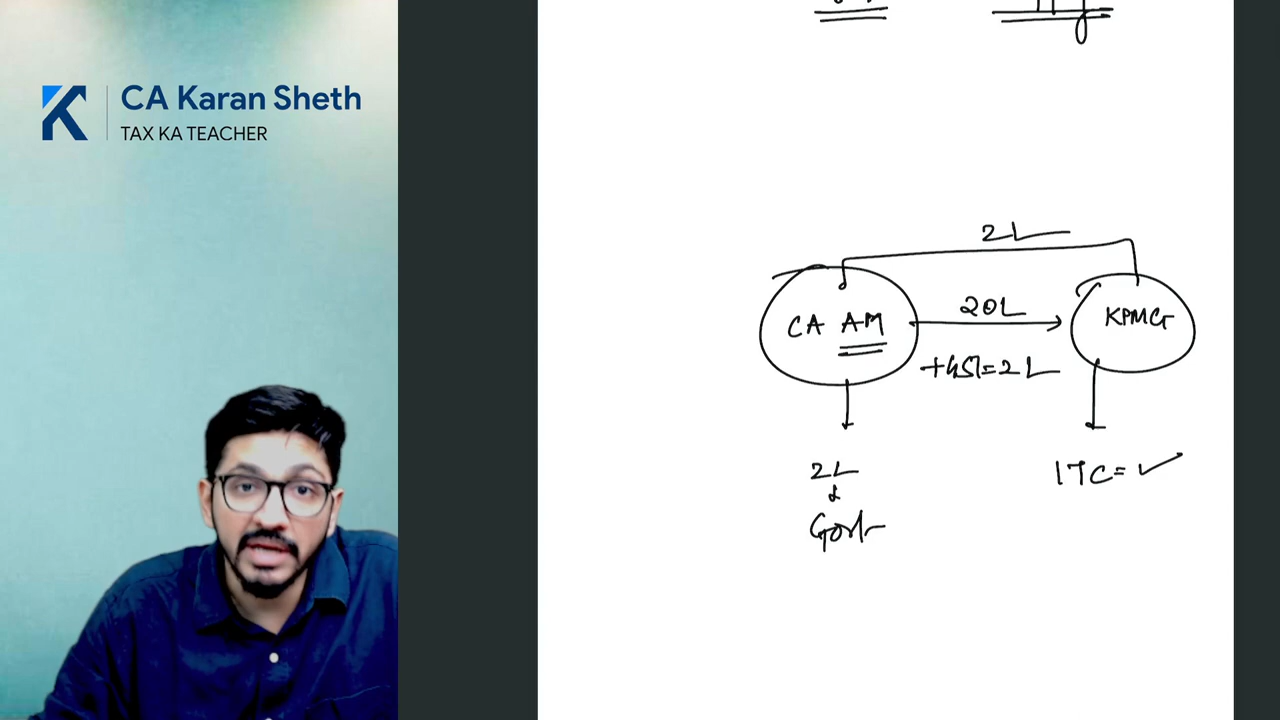 CA Karan Sheth
TAX KA TEACHER
2L
CA AM
20L
KPMG
+GST=2L
2L
Govt
ITC=✓